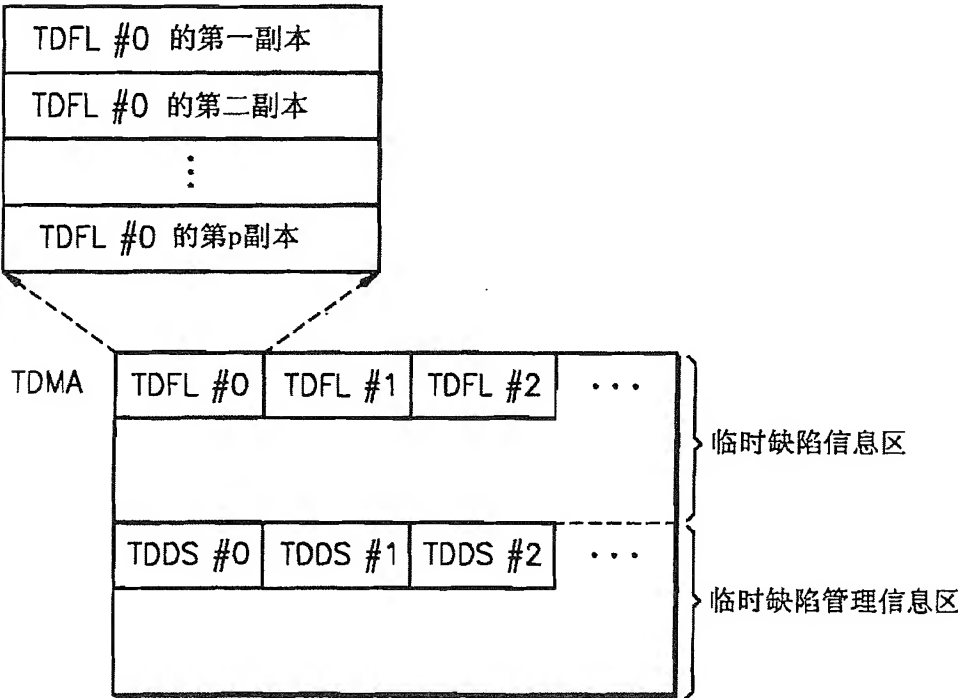 TDFL #0 的第一副本
TDFL #0 的第二副本
⋮
TDFL #0 的第p副本
TDMA
TDFL #0 TDFL #1 TDFL #2 ···
临时缺陷信息区
TDDS #0 TDDS #1 TDDS #2 ···
临时缺陷管理信息区